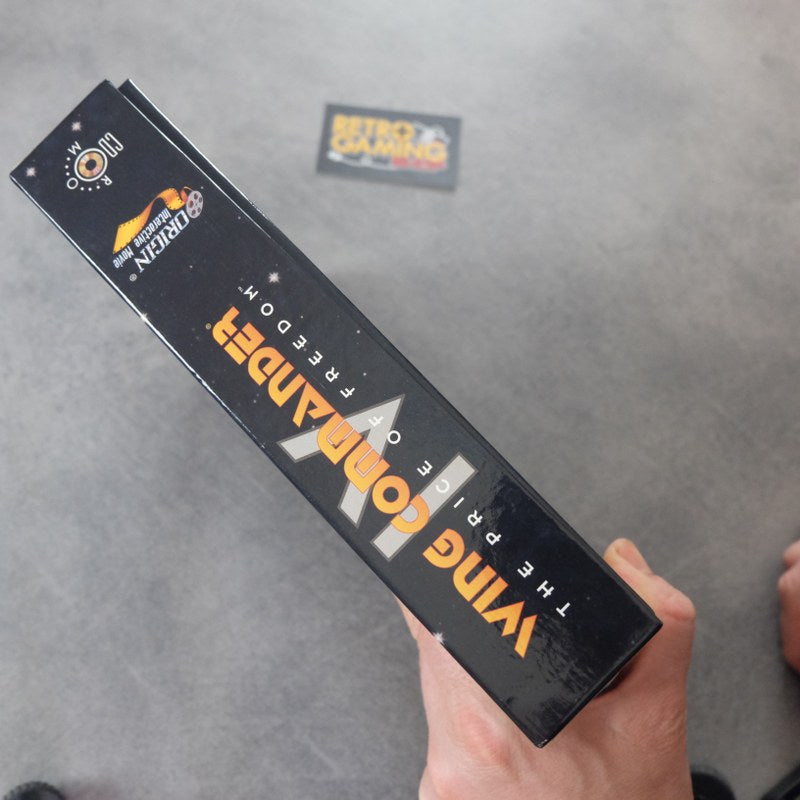 WING COMMANDER®
IV
THE PRICE OF FREEDOM™
ORIGIN®
Interactive Movie
CD·ROM
RETRO
GAMING